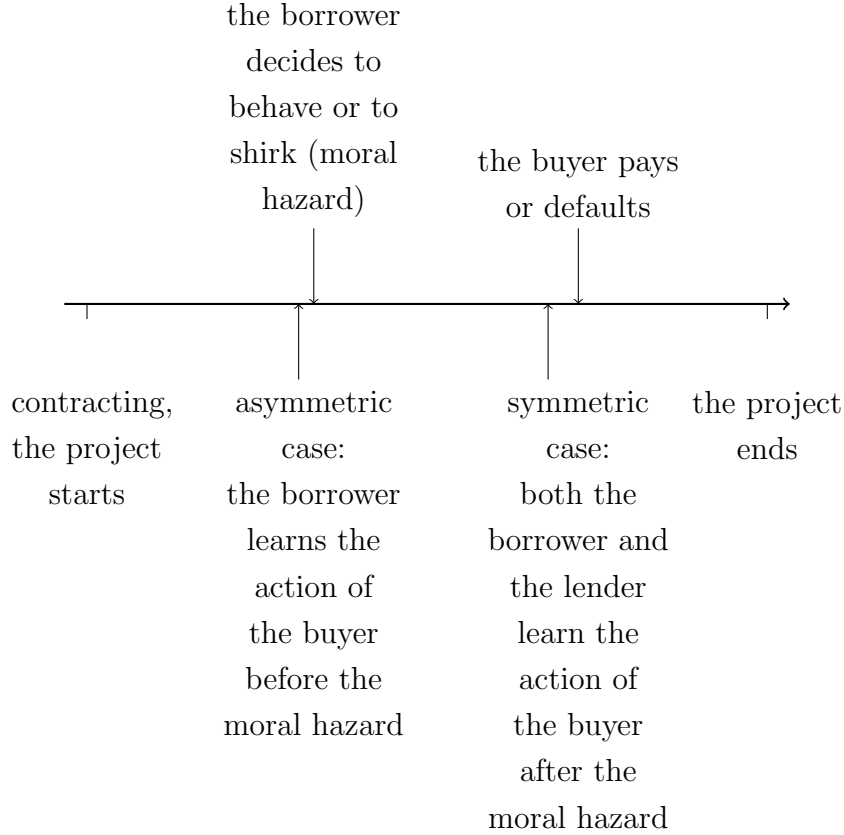 the borrower
decides to
behave or to
shirk (moral
hazard)
the buyer pays
or defaults
contracting,
the project
starts
asymmetric
case:
the borrower
learns the
action of
the buyer
before the
moral hazard
symmetric
case:
both the
borrower and
the lender
learn the
action of
the buyer
after the
moral hazard
the project
ends